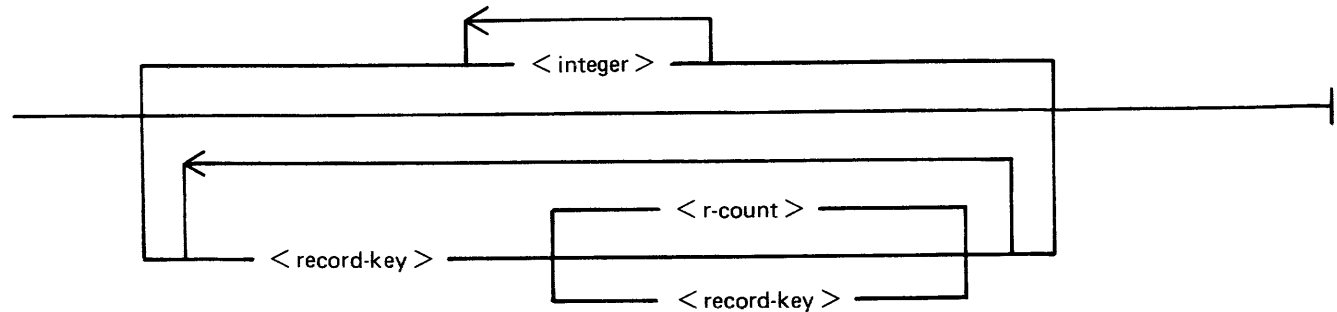 < integer >
< r-count >
< record-key >
< record-key >